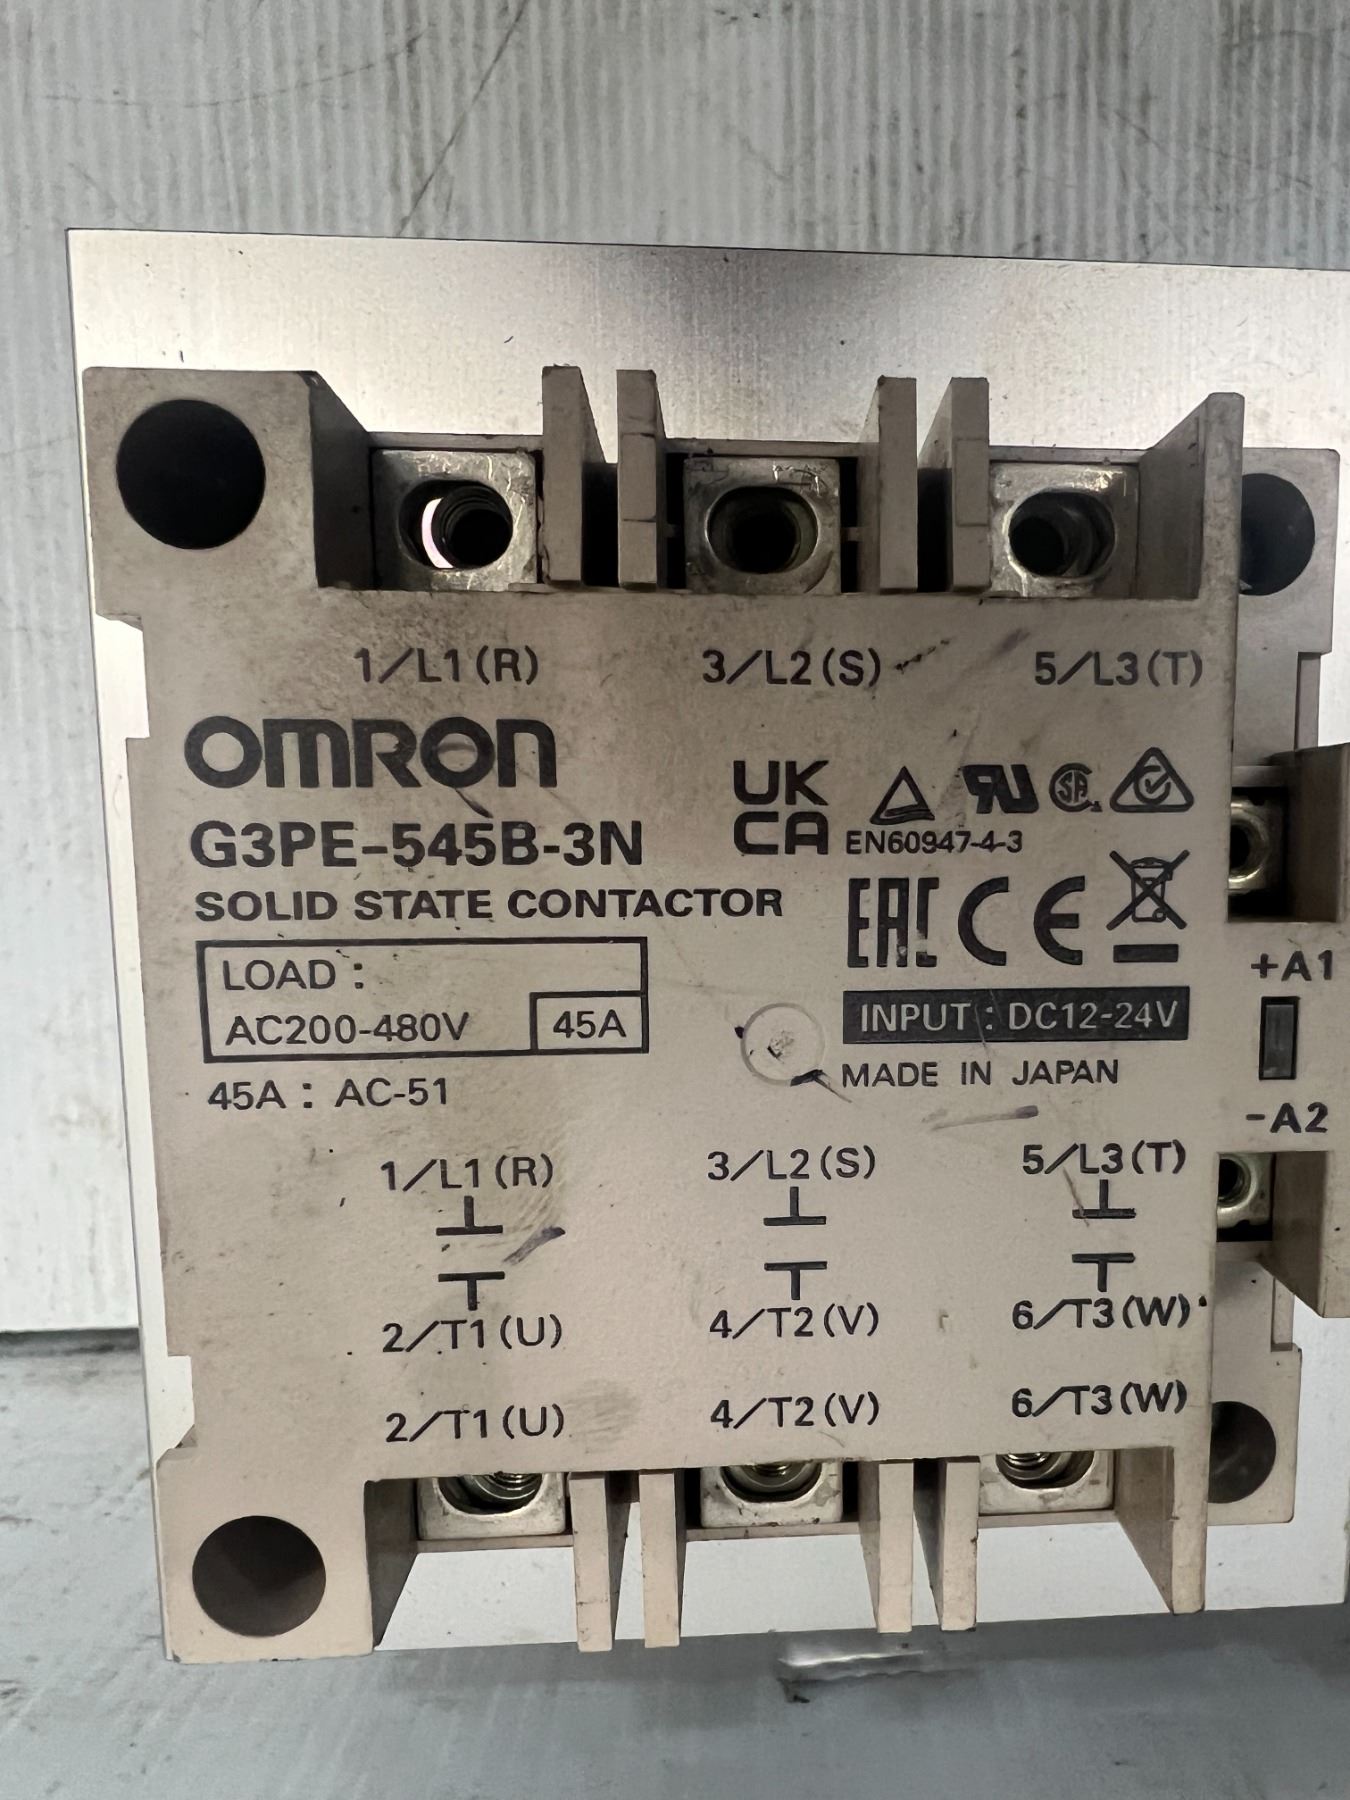 1/L1(R) 3/L2(S) 5/L3(T)
OMRON
G3PE-545B-3N
SOLID STATE CONTACTOR
UK
CA
EN60947-4-3
EAC CE
LOAD :
AC200-480V 45A
45A : AC-51
INPUT : DC12-24V
MADE IN JAPAN
+A1
-A2
1/L1(R) 3/L2(S) 5/L3(T)
2/T1(U) 4/T2(V) 6/T3(W)
2/T1(U) 4/T2(V) 6/T3(W)